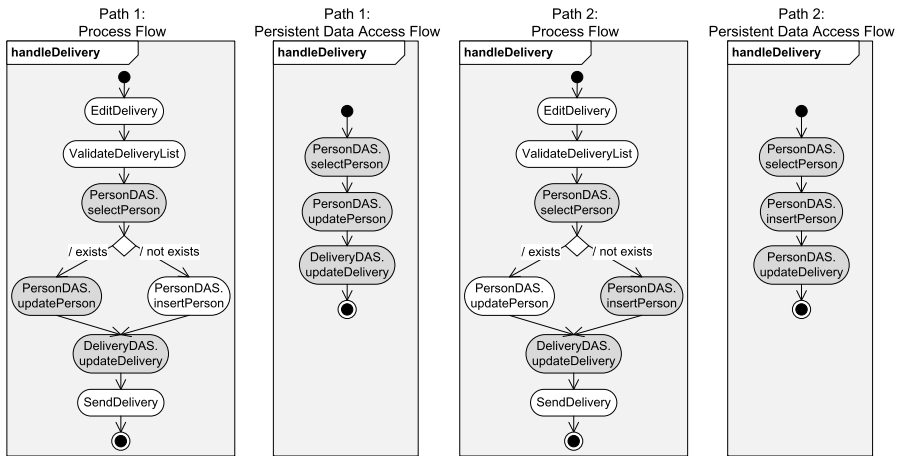 Path 1:
Process Flow
handleDelivery
EditDelivery
ValidateDeliveryList
PersonDAS.
selectPerson
/ exists
/ not exists
PersonDAS.
updatePerson
PersonDAS.
insertPerson
DeliveryDAS.
updateDelivery
SendDelivery
Path 1:
Persistent Data Access Flow
handleDelivery
PersonDAS.
selectPerson
PersonDAS.
updatePerson
DeliveryDAS.
updateDelivery
Path 2:
Process Flow
handleDelivery
EditDelivery
ValidateDeliveryList
PersonDAS.
selectPerson
/ exists
/ not exists
PersonDAS.
updatePerson
PersonDAS.
insertPerson
DeliveryDAS.
updateDelivery
SendDelivery
Path 2:
Persistent Data Access Flow
handleDelivery
PersonDAS.
selectPerson
PersonDAS.
insertPerson
PersonDAS.
updateDelivery